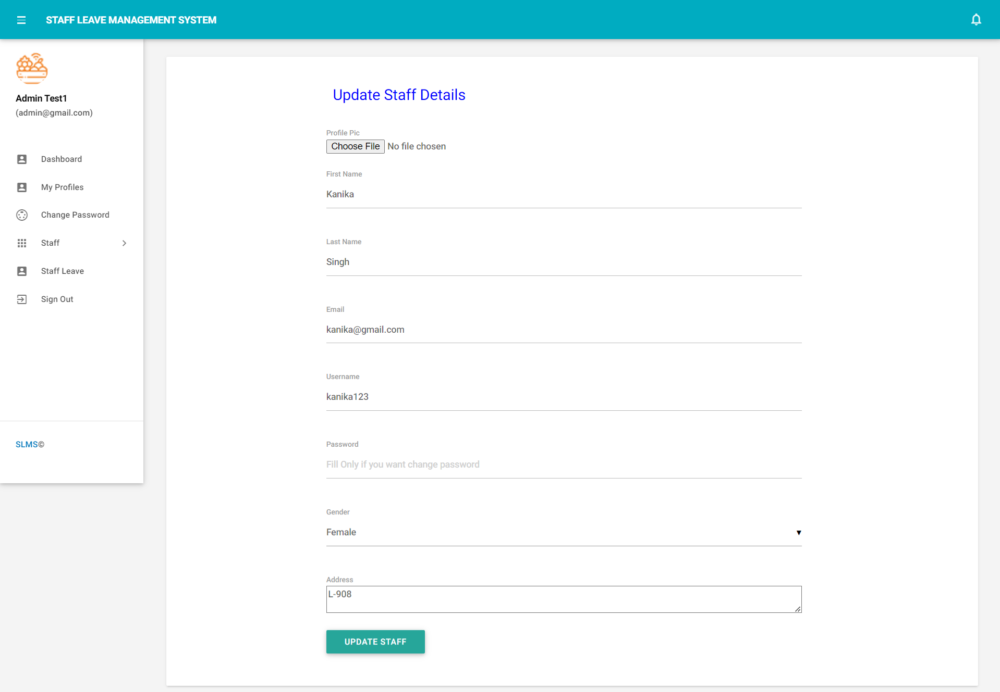 STAFF LEAVE MANAGEMENT SYSTEM
Admin Test1
(admin@gmail.com)
Dashboard
My Profiles
Change Password
Staff
Staff Leave
Sign Out
SLMS©
Update Staff Details
Profile Pic
Choose File No file chosen
First Name
Kanika
Last Name
Singh
Email
kanika@gmail.com
Username
kanika123
Password
Fill Only if you want change password
Gender
Female
Address
L-908
UPDATE STAFF